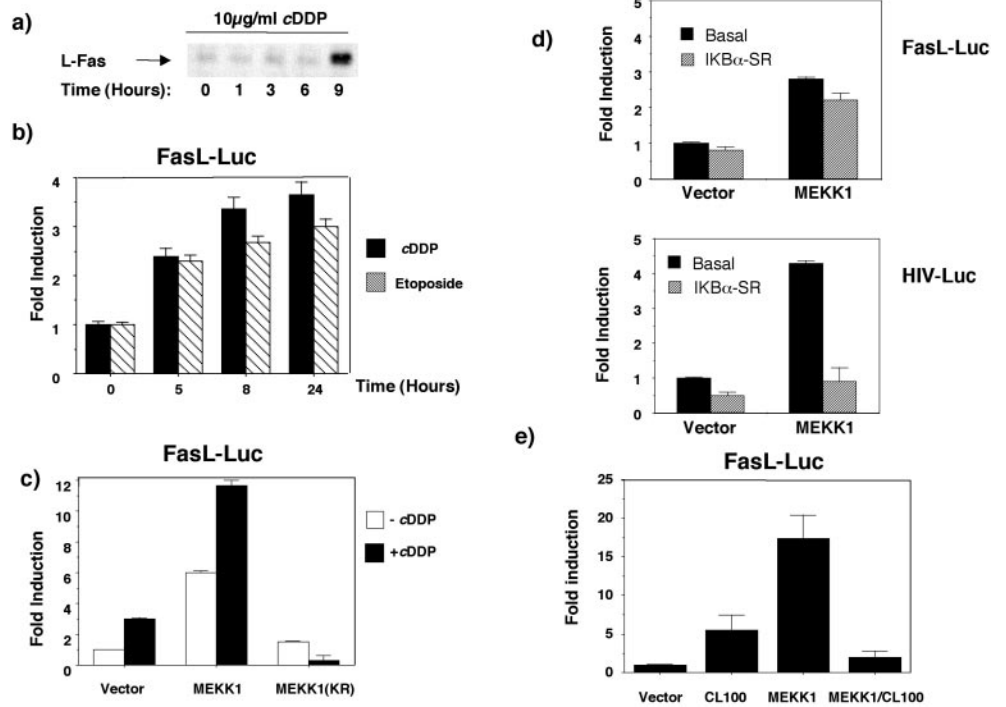 a)
10µg/ml cDDP
L-Fas
Time (Hours): 0 1 3 6 9
b)
FasL-Luc
Fold Induction
4
3
2
1
0
0 5 8 24
Time (Hours)
cDDP
Etoposide
c)
FasL-Luc
Fold Induction
12
10
8
6
4
2
0
Vector MEKK1 MEKK1(KR)
- cDDP
+cDDP
d)
FasL-Luc
Fold Induction
5
4
3
2
1
0
Basal
IKBα-SR
Vector MEKK1
HIV-Luc
Fold Induction
5
4
3
2
1
0
Basal
IKBα-SR
Vector MEKK1
e)
FasL-Luc
Fold induction
25
20
15
10
5
0
Vector CL100 MEKK1 MEKK1/CL100